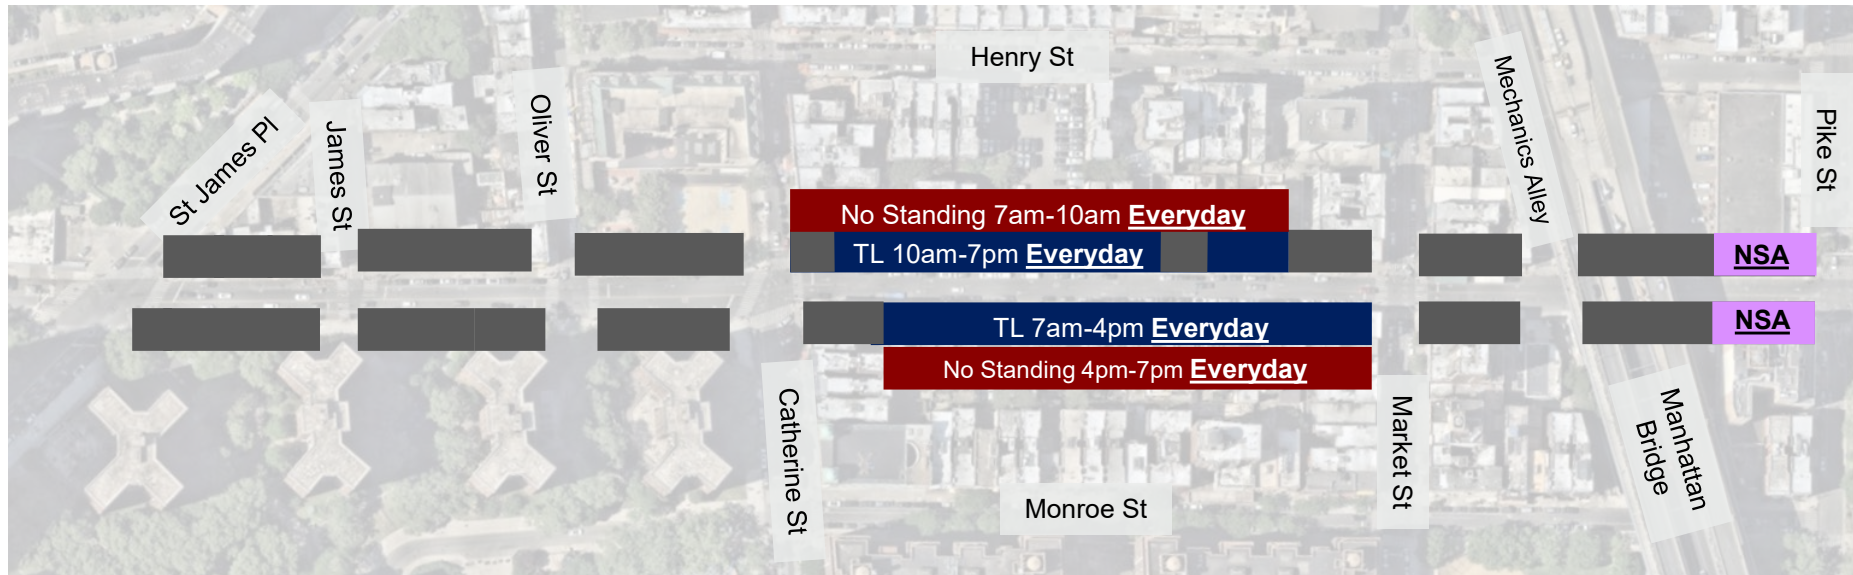 Henry St
Mechanics Alley
Oliver St
Pike St
St James Pl
James St
No Standing 7am-10am Everyday
TL 10am-7pm Everyday
NSA
TL 7am-4pm Everyday
NSA
No Standing 4pm-7pm Everyday
Catherine St
Market St
Manhattan
Bridge
Monroe St